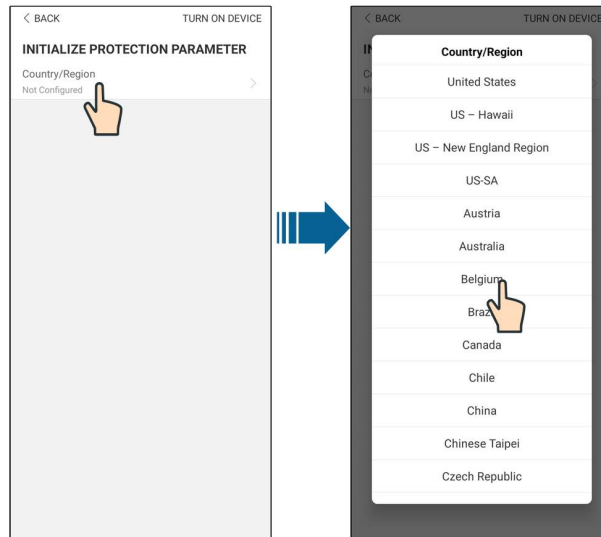 < BACK TURN ON DEVICE
INITIALIZE PROTECTION PARAMETER
Country/Region
Not Configured
< BACK TURN ON DEVICE
Country/Region
United States
US – Hawaii
US – New England Region
US-SA
Austria
Australia
Belgium
Brazil
Canada
Chile
China
Chinese Taipei
Czech Republic